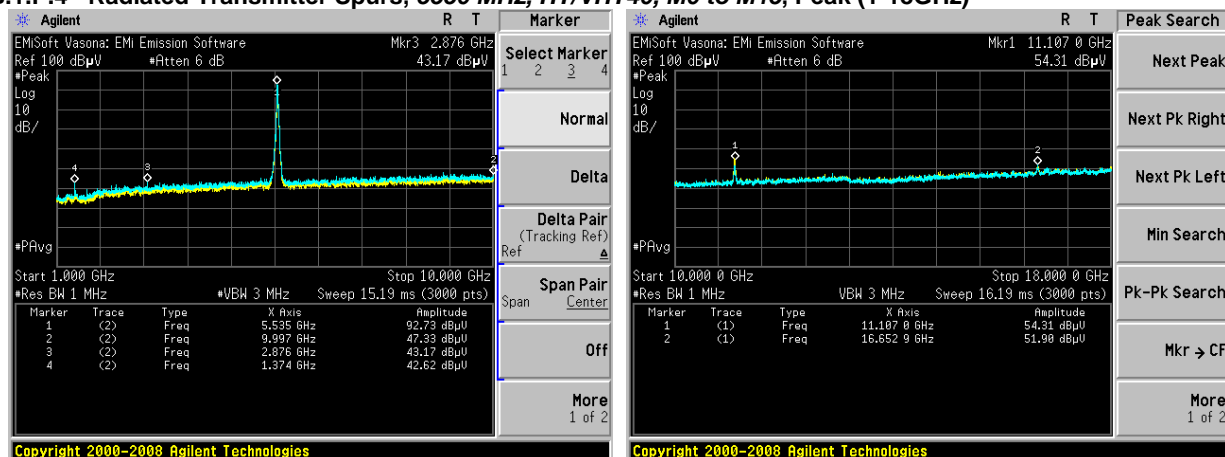 Radiated Transmitter Spurs, 5550 MHz, HT/VHT40, M0 to M15, Peak (1-18GHz)
Agilent R T
EMiSoft Vasona: EMi Emission Software Mkr3 2.876 GHz
Ref 100 dBµV #Atten 6 dB 43.17 dBµV
#Peak
Log
10
dB/
1
4
3
2
#PAvg
Start 1.000 GHz Stop 10.000 GHz
#Res BW 1 MHz #VBW 3 MHz Sweep 15.19 ms (3000 pts)
Marker Trace Type X Axis Amplitude
1 (2) Freq 5.535 GHz 92.73 dBµV
2 (2) Freq 9.997 GHz 47.33 dBµV
3 (2) Freq 2.876 GHz 43.17 dBµV
4 (2) Freq 1.374 GHz 42.62 dBµV
Copyright 2000-2008 Agilent Technologies
Marker
Select Marker
1 2 3 4
Normal
Delta
Delta Pair
(Tracking Ref)
Ref Δ
Span Pair
Span Center
Off
More
1 of 2
Agilent R T
EMiSoft Vasona: EMi Emission Software Mkr1 11.107 0 GHz
Ref 100 dBµV #Atten 6 dB 54.31 dBµV
#Peak
Log
10
dB/
1
2
#PAvg
Start 10.000 0 GHz Stop 18.000 0 GHz
#Res BW 1 MHz VBW 3 MHz Sweep 16.19 ms (3000 pts)
Marker Trace Type X Axis Amplitude
1 (1) Freq 11.107 0 GHz 54.31 dBµV
2 (1) Freq 16.652 9 GHz 51.90 dBµV
Copyright 2000-2008 Agilent Technologies
Peak Search
Next Peak
Next Pk Right
Next Pk Left
Min Search
Pk-Pk Search
Mkr → CF
More
1 of 2